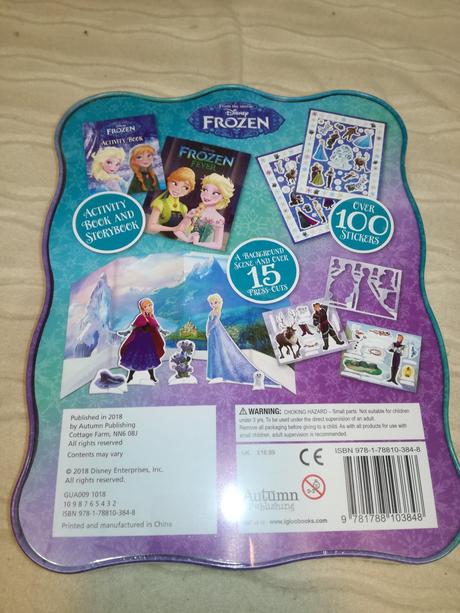 From the movie
Disney
FROZEN
Disney
FROZEN
ACTIVITY BOOK
Disney
FROZEN
FEVER
ACTIVITY
BOOK AND
STORYBOOK
OVER
100
STICKERS
A BACKGROUND
SCENE AND OVER
15
PRESS-OUTS
Published in 2018
by Autumn Publishing
Cottage Farm, NN6 0BJ
All rights reserved
Contents may vary
© 2018 Disney Enterprises, Inc.
All rights reserved
GUA009 1018
10 9 8 7 6 5 4 3 2
ISBN 978-1-78810-384-8
Printed and manufactured in China
WARNING: CHOKING HAZARD – Small parts. Not suitable for children
under 3 yrs. To be used under the direct supervision of an adult.
Remove all packaging before giving to a child. As with all products for use with
small children, adult supervision is recommended.
UK £16.99
CE
0-3
Autumn
Publishing
www.igloobooks.com
ISBN 978-1-78810-384-8
9 781788 103848